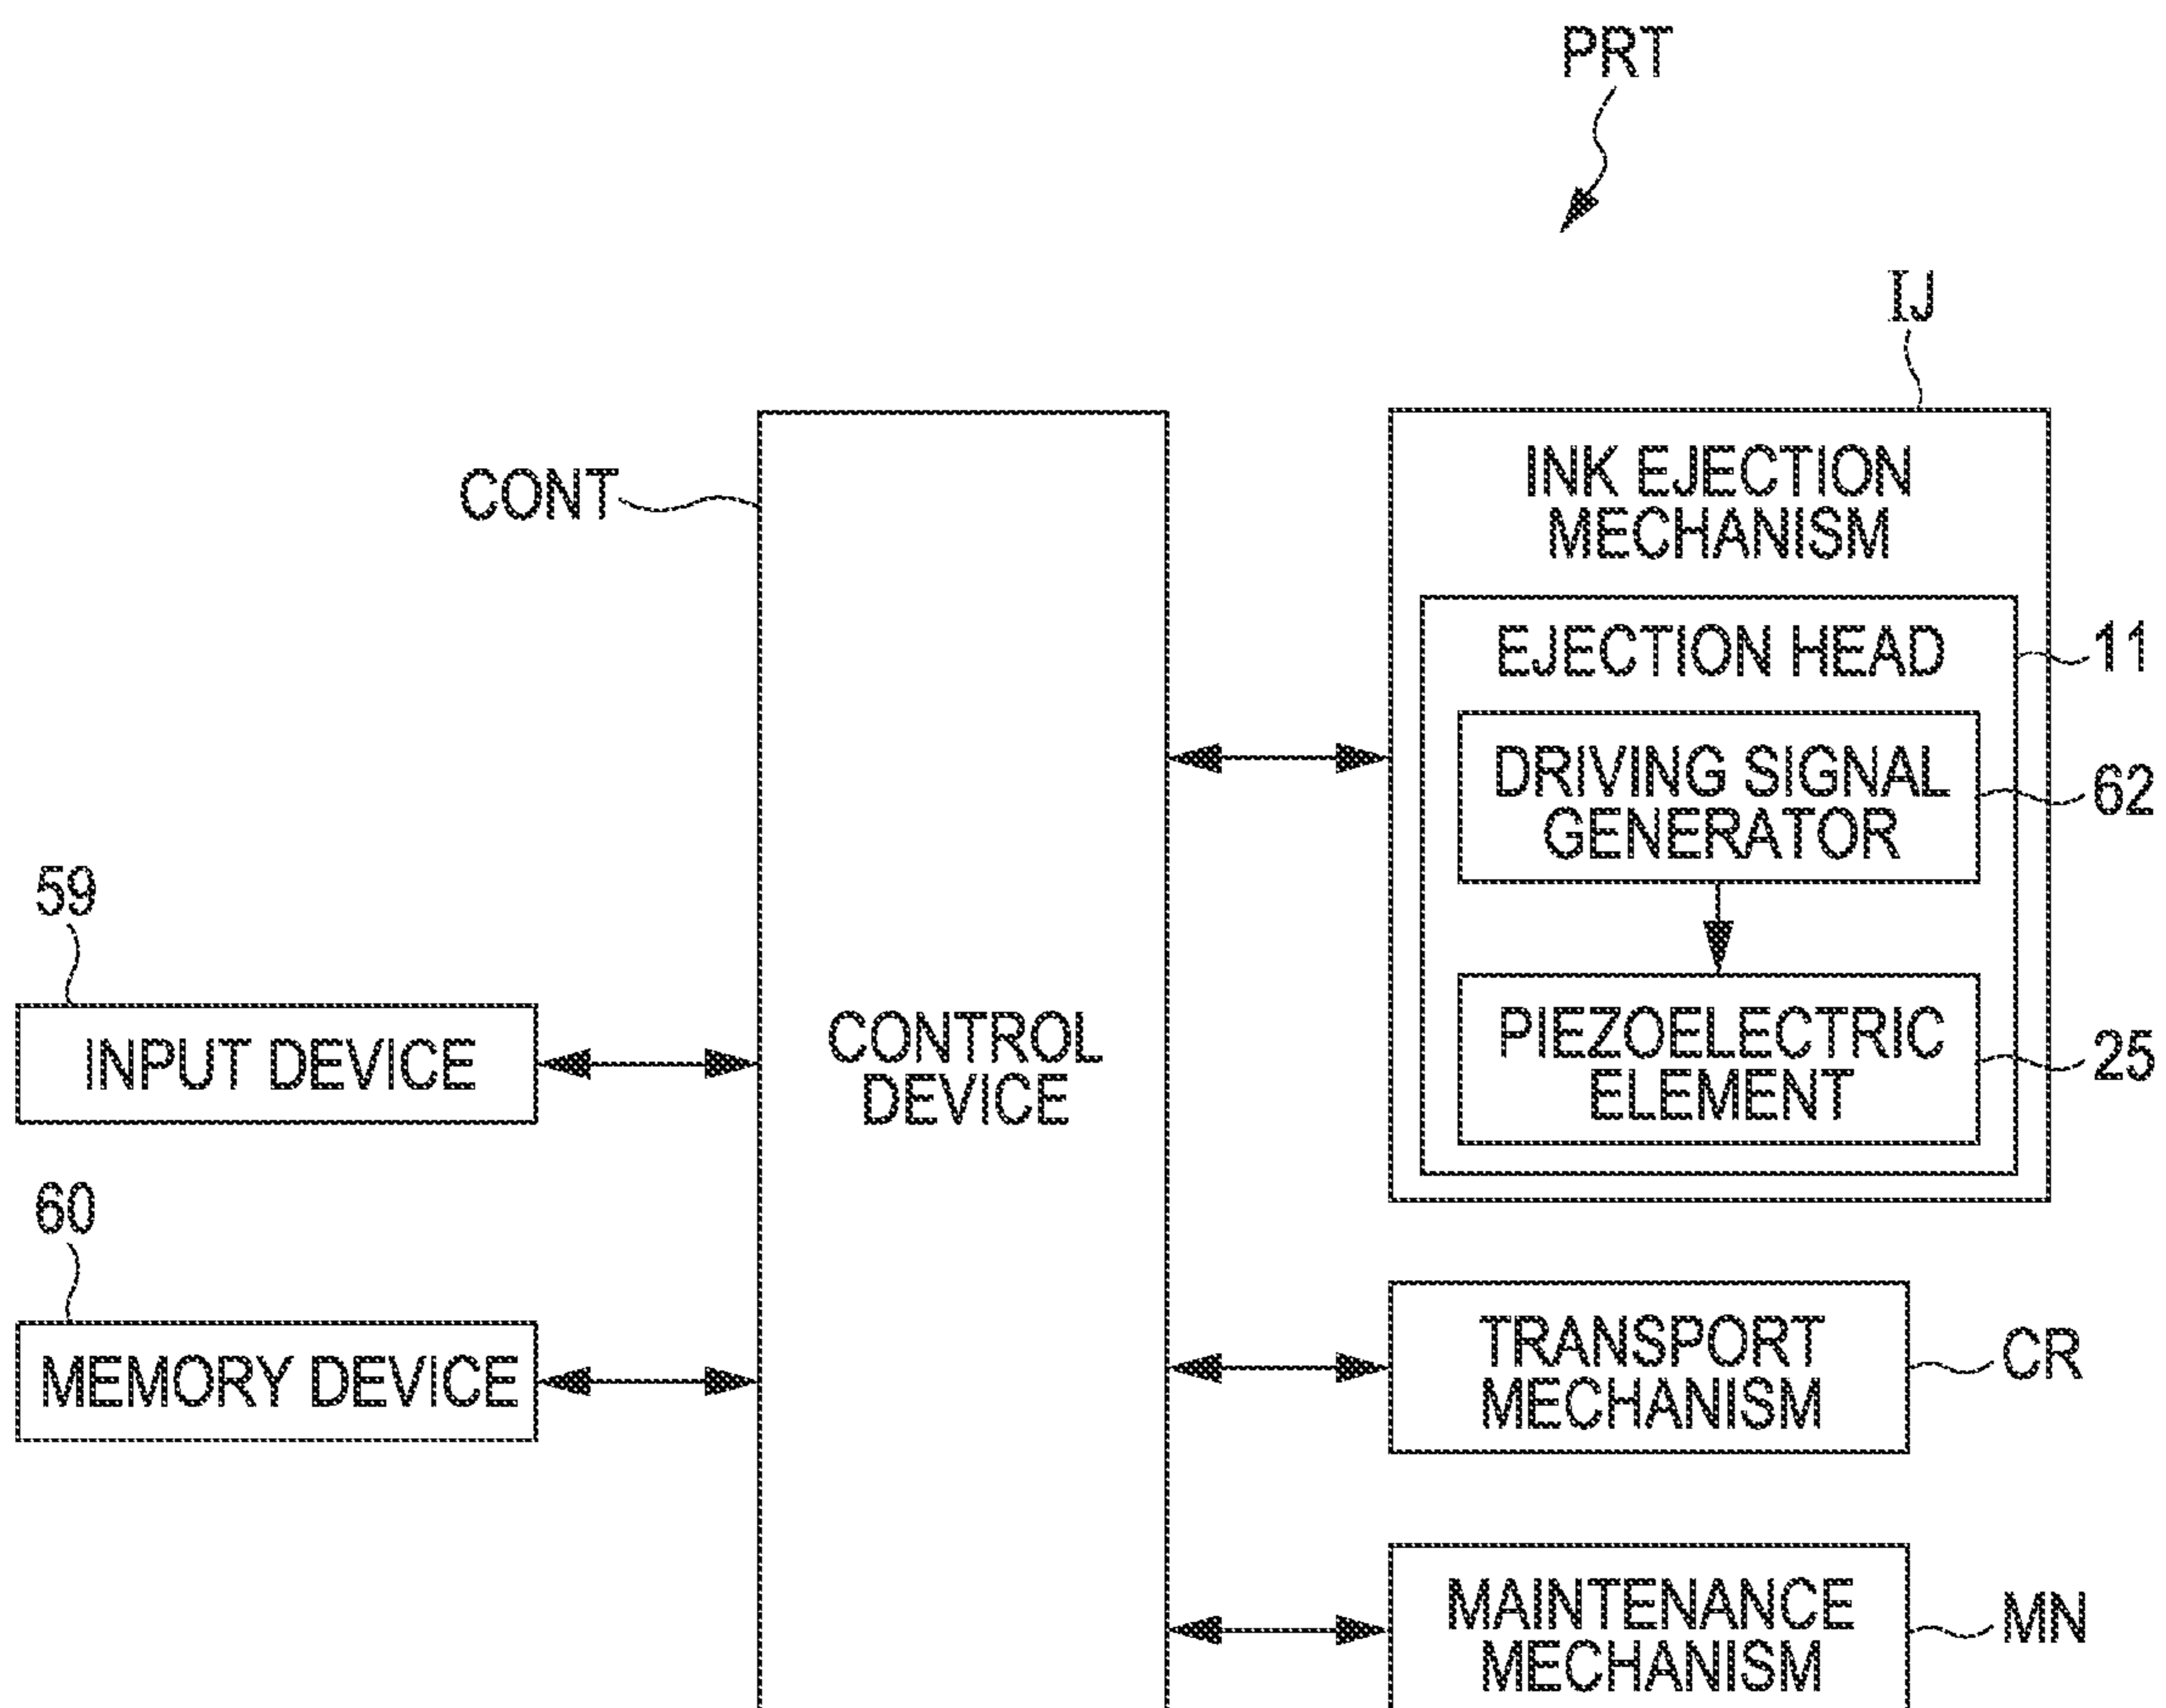 PRT
IJ
CONT
INK EJECTION
MECHANISM
EJECTION HEAD
11
DRIVING SIGNAL
GENERATOR
62
59
INPUT DEVICE
CONTROL
DEVICE
PIEZOELECTRIC
ELEMENT
25
60
MEMORY DEVICE
TRANSPORT
MECHANISM
CR
MAINTENANCE
MECHANISM
MN